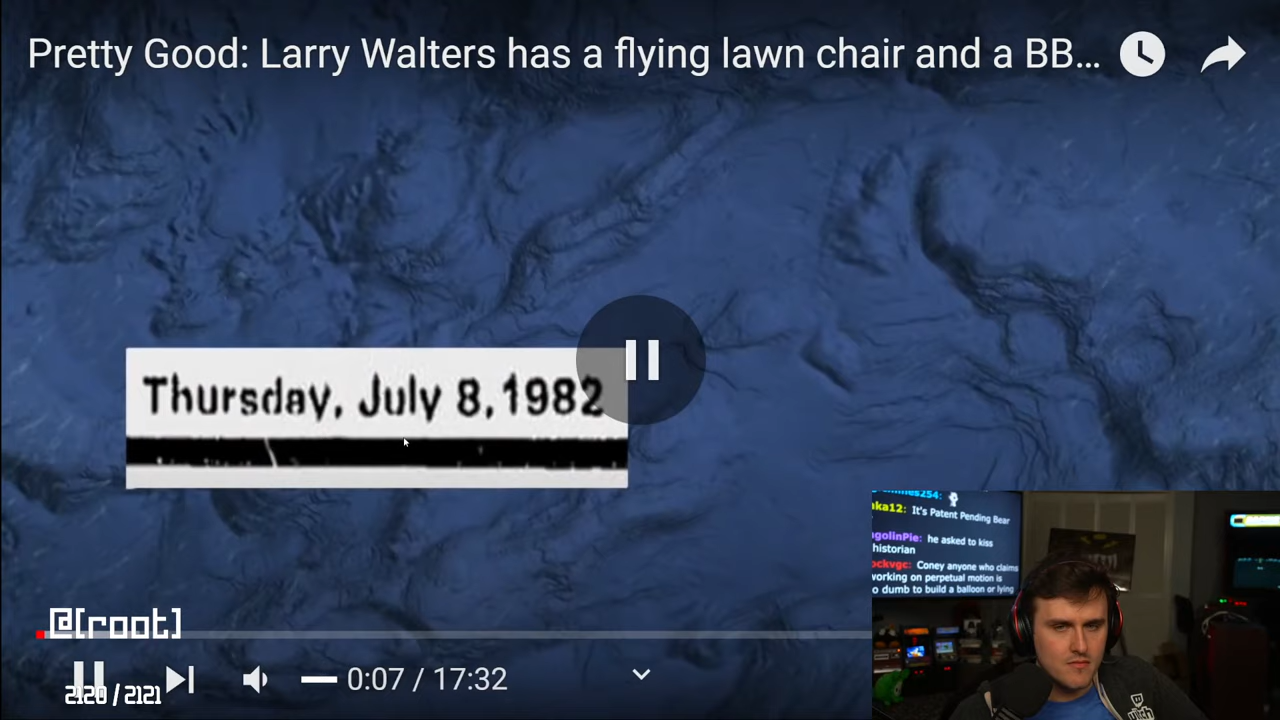 Pretty Good: Larry Walters has a flying lawn chair and a BB...
Thursday, July 8, 1982
nka12: It's Patent Pending Bear
golinPie: he asked to kiss
historian
ockvgc: Coney anyone who claims
working on perpetual motion is
o dumb to build a balloon or lying
@[root]
0:07 / 17:32
2120 / 2121